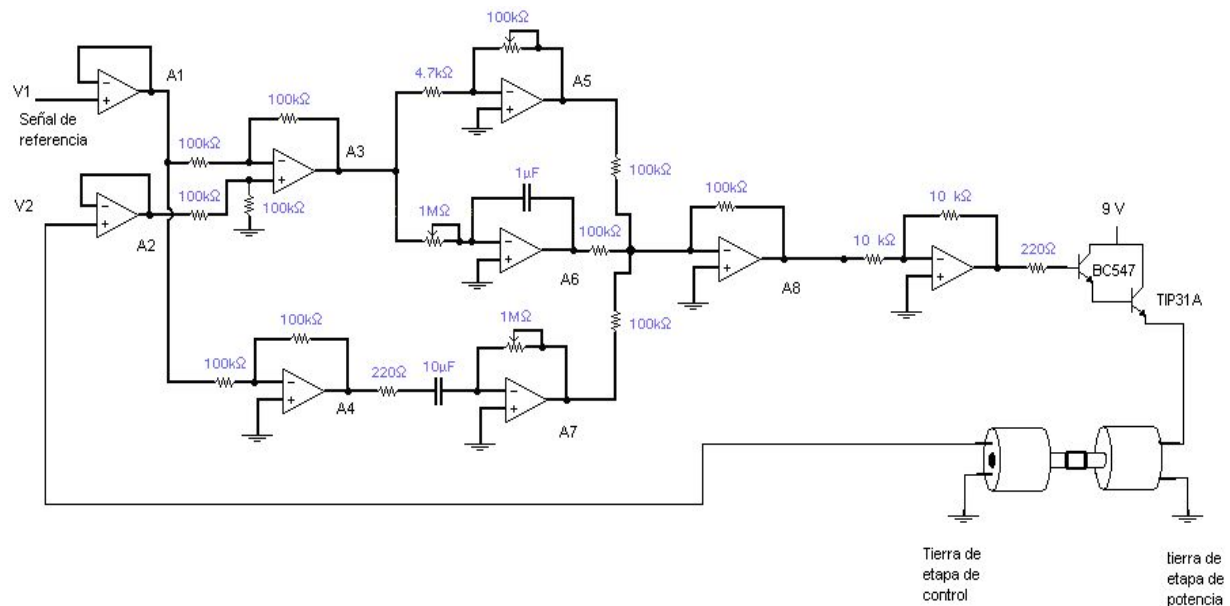 100kΩ
A1
A5
4.7kΩ
V1
Señal de
referencia
100kΩ
A3
100kΩ
100kΩ
1µF
100kΩ
10 kΩ
9 V
V2
100kΩ
100kΩ
1MΩ
100kΩ
10 kΩ
220Ω
BC547
A2
A6
A8
TIP31A
100kΩ
1MΩ
100kΩ
100kΩ
220Ω
10µF
A4
A7
Tierra de
etapa de
control
tierra de
etapa de
potencia